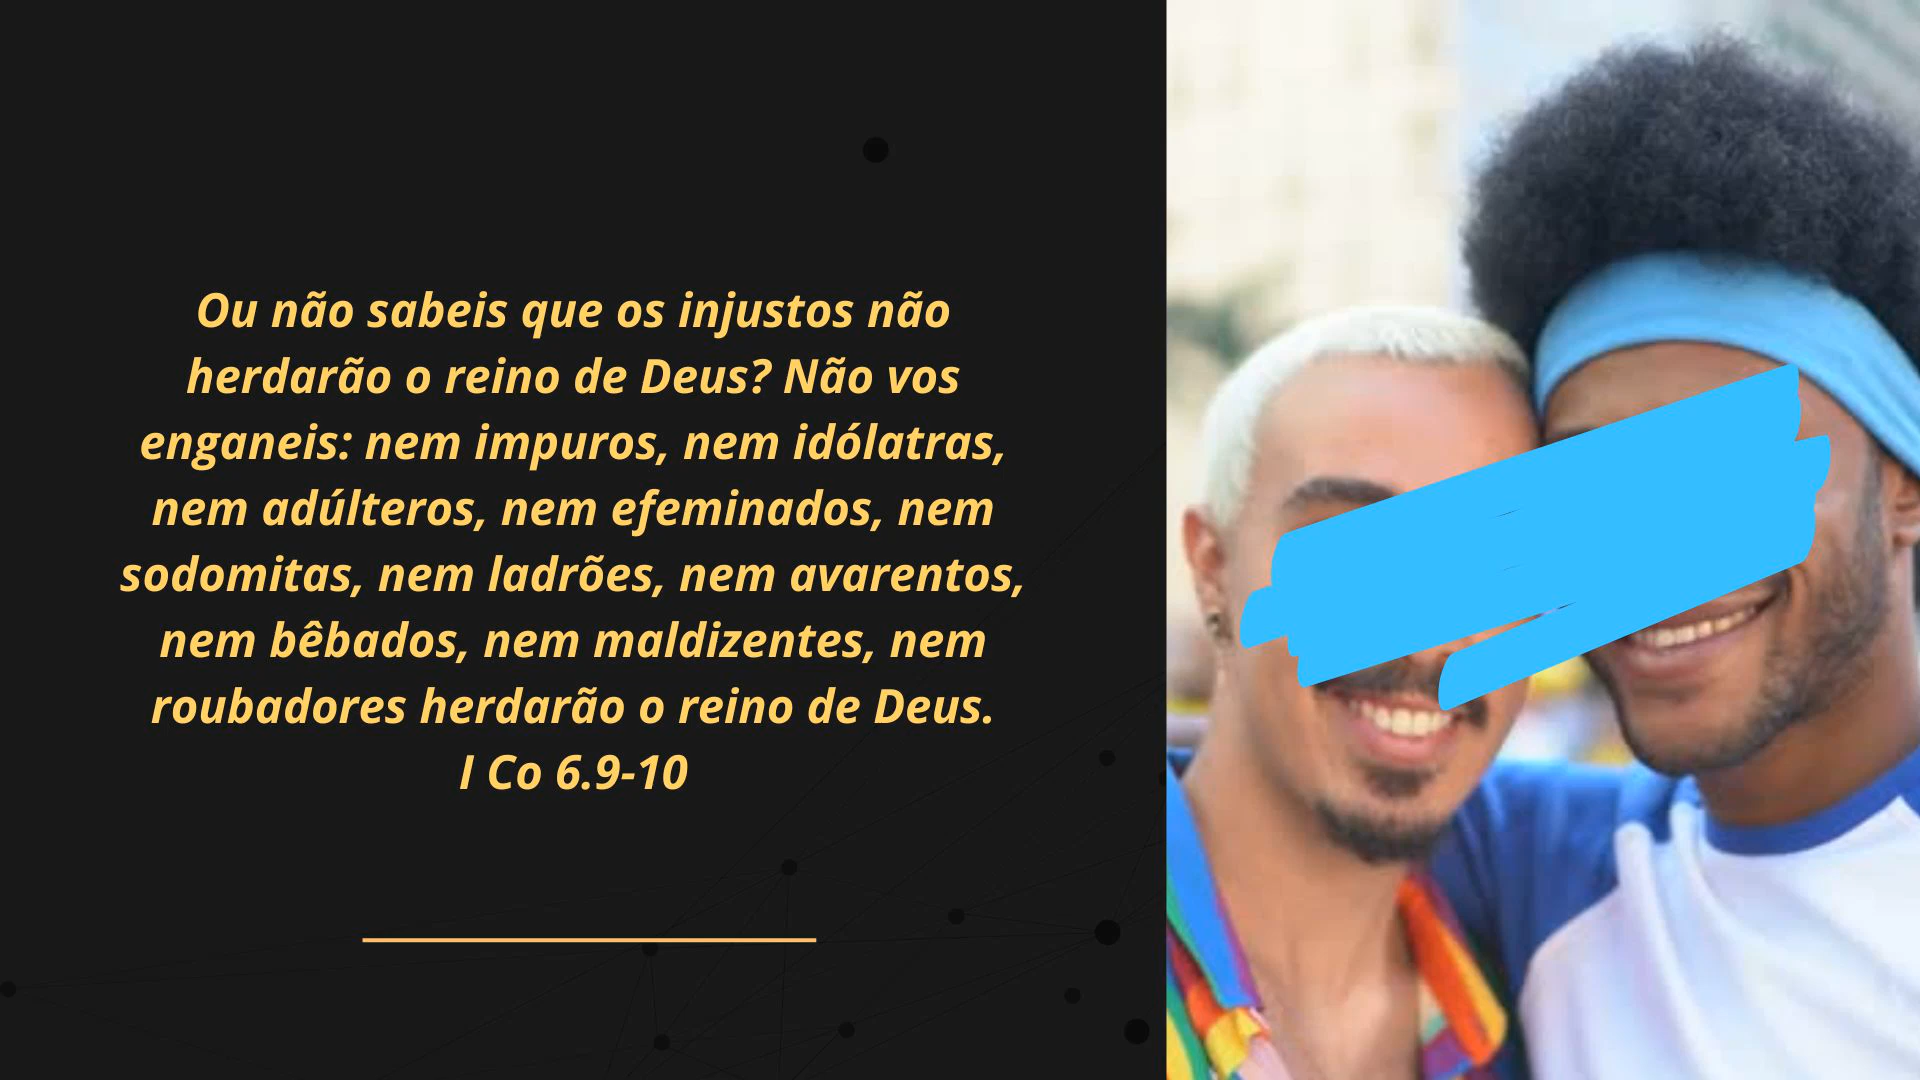 Ou não sabeis que os injustos não
herdarão o reino de Deus? Não vos
enganeis: nem impuros, nem idólatras,
nem adúlteros, nem efeminados, nem
sodomitas, nem ladrões, nem avarentos,
nem bêbados, nem maldizentes, nem
roubadores herdarão o reino de Deus.
I Co 6.9-10